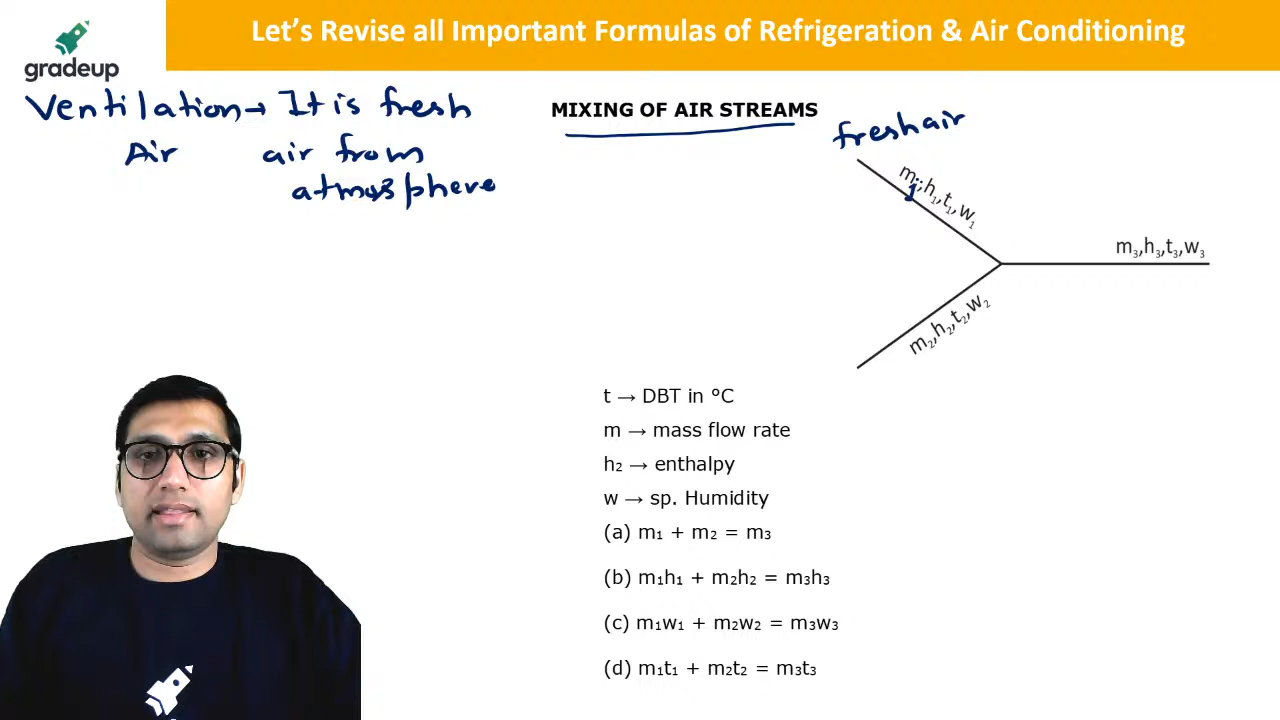 Let's Revise all Important Formulas of Refrigeration & Air Conditioning
gradeup
Ventilation → It is fresh
Air air from
atmosphere
MIXING OF AIR STREAMS
fresh air
m₁,h₁,t₁,w₁
m₃,h₃,t₃,w₃
m₂,h₂,t₂,w₂
t → DBT in °C
m → mass flow rate
h₂ → enthalpy
w → sp. Humidity
(a) m₁ + m₂ = m₃
(b) m₁h₁ + m₂h₂ = m₃h₃
(c) m₁w₁ + m₂w₂ = m₃w₃
(d) m₁t₁ + m₂t₂ = m₃t₃